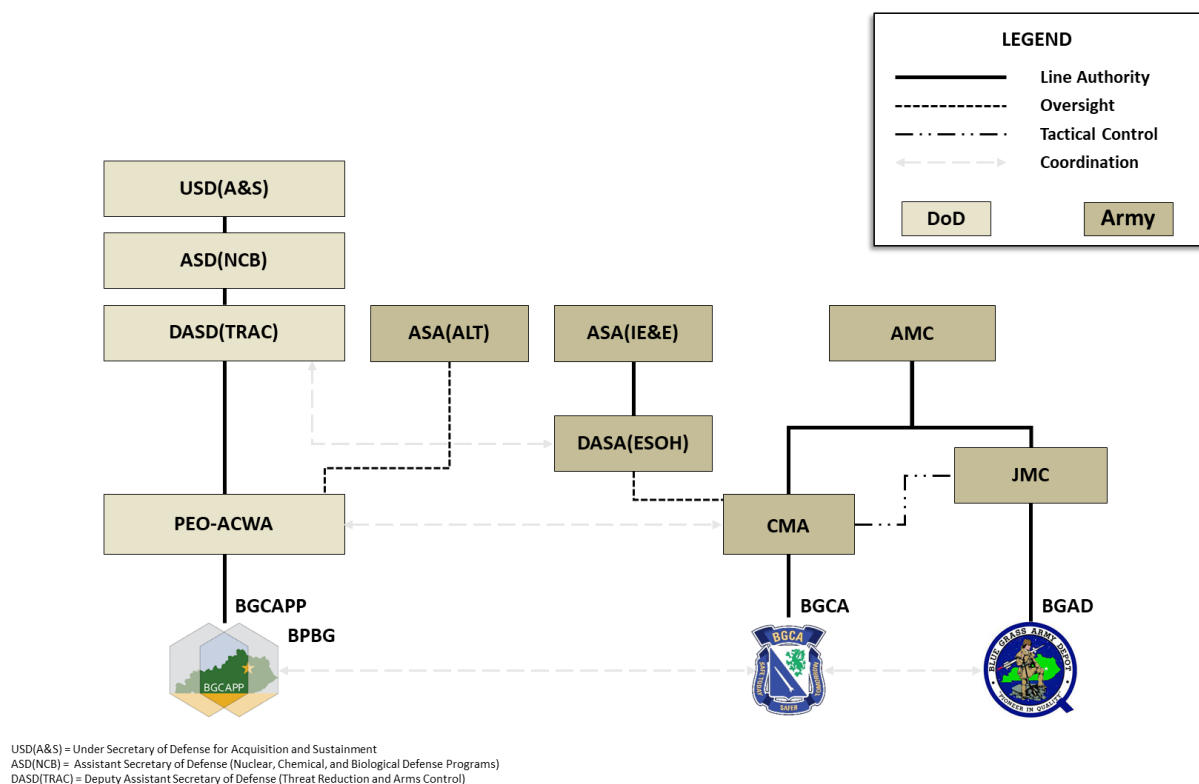 LEGEND
Line Authority
Oversight
Tactical Control
Coordination
DoD
Army
USD(A&S)
ASD(NCB)
DASD(TRAC)
ASA(ALT)
ASA(IE&E)
AMC
DASA(ESOH)
JMC
PEO-ACWA
CMA
BGCAPP
BPBG
BGCA
BGAD
BGCAPP
BGCA
SAFE TODAY
SAFER
TOMORROW
BLUE GRASS ARMY DEPOT
"PIONEER IN QUALITY"
USD(A&S) = Under Secretary of Defense for Acquisition and Sustainment
ASD(NCB) = Assistant Secretary of Defense (Nuclear, Chemical, and Biological Defense Programs)
DASD(TRAC) = Deputy Assistant Secretary of Defense (Threat Reduction and Arms Control)